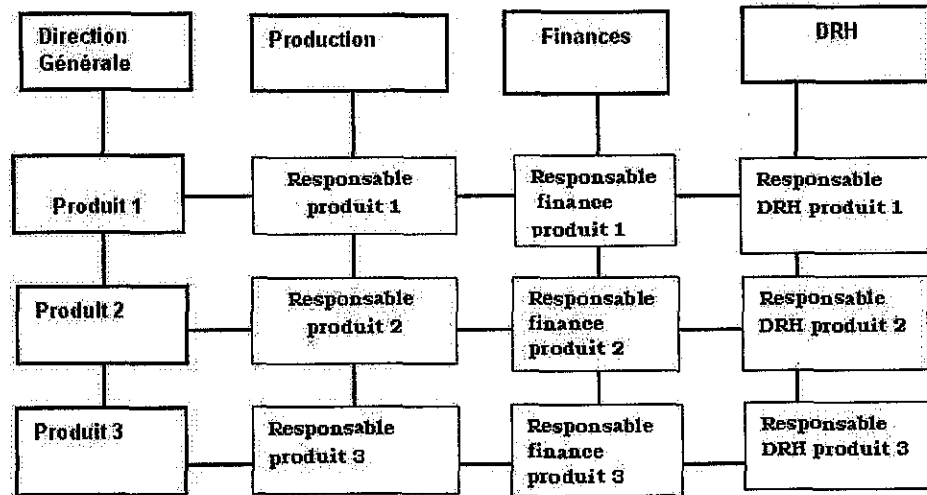 Direction
Générale
Production
Finances
DRH
Produit 1
Responsable
produit 1
Responsable
finance
produit 1
Responsable
DRH produit 1
Produit 2
Responsable
produit 2
Responsable
finance
produit 2
Responsable
DRH produit 2
Produit 3
Responsable
produit 3
Responsable
finance
produit 3
Responsable
DRH produit 3